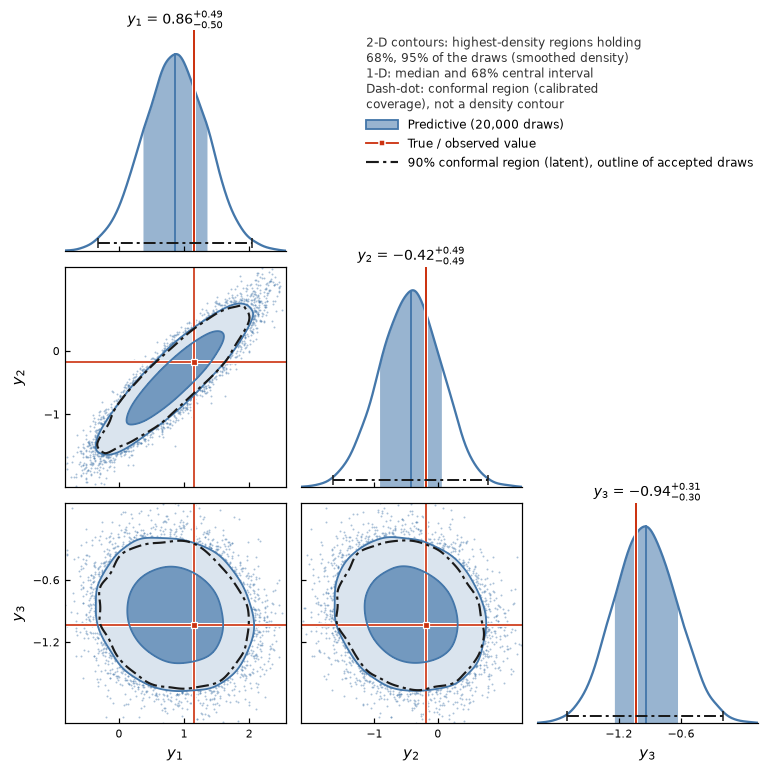 y₁ = 0.86+0.49−0.50
2-D contours: highest-density regions holding
68%, 95% of the draws (smoothed density)
1-D: median and 68% central interval
Dash-dot: conformal region (calibrated
coverage), not a density contour
Predictive (20,000 draws)
True / observed value
90% conformal region (latent), outline of accepted draws
y₂ = −0.42+0.49−0.49
0
−1
y₂
y₃ = −0.94+0.31−0.30
−0.6
−1.2
y₃
0 1 2
y₁
−1 0
y₂
−1.2 −0.6
y₃